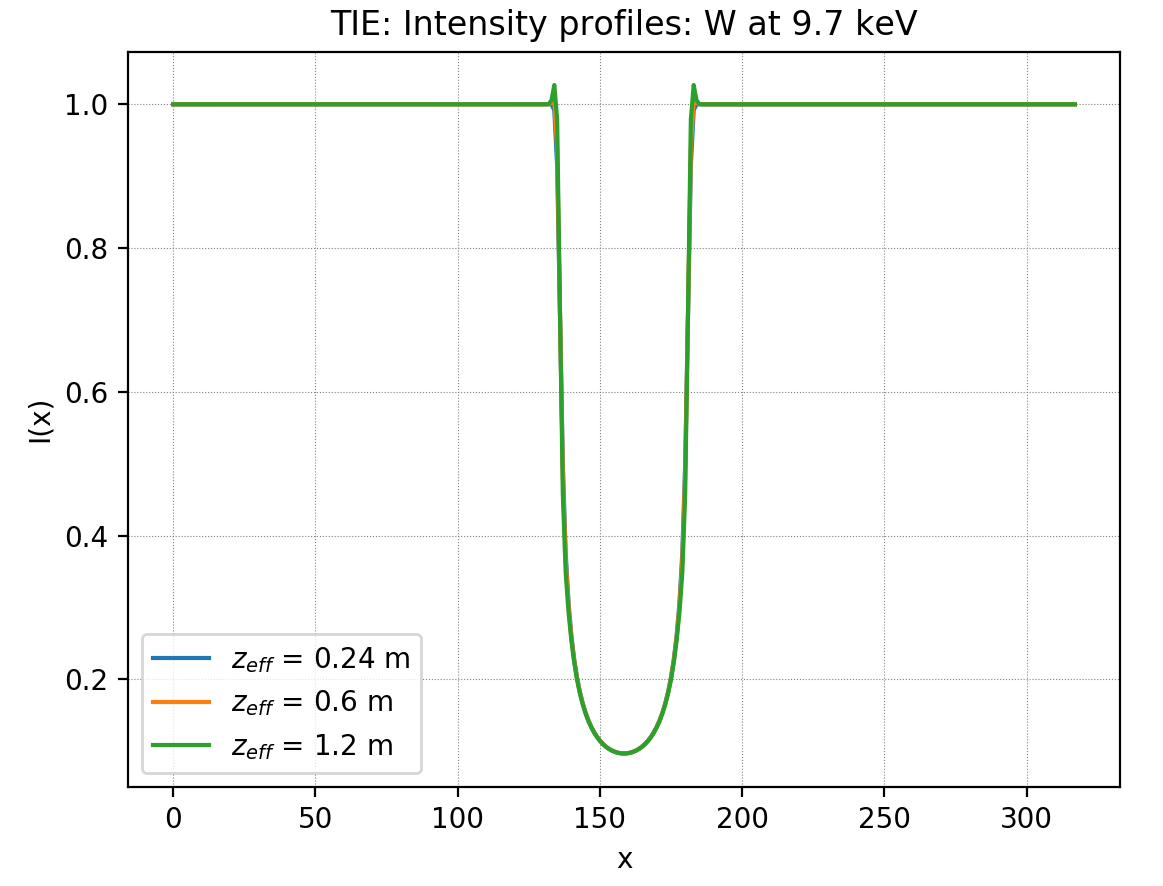 TIE: Intensity profiles: W at 9.7 keV
I(x)
1.0
0.8
0.6
0.4
0.2
z_eff = 0.24 m
z_eff = 0.6 m
z_eff = 1.2 m
0 50 100 150 200 250 300
x